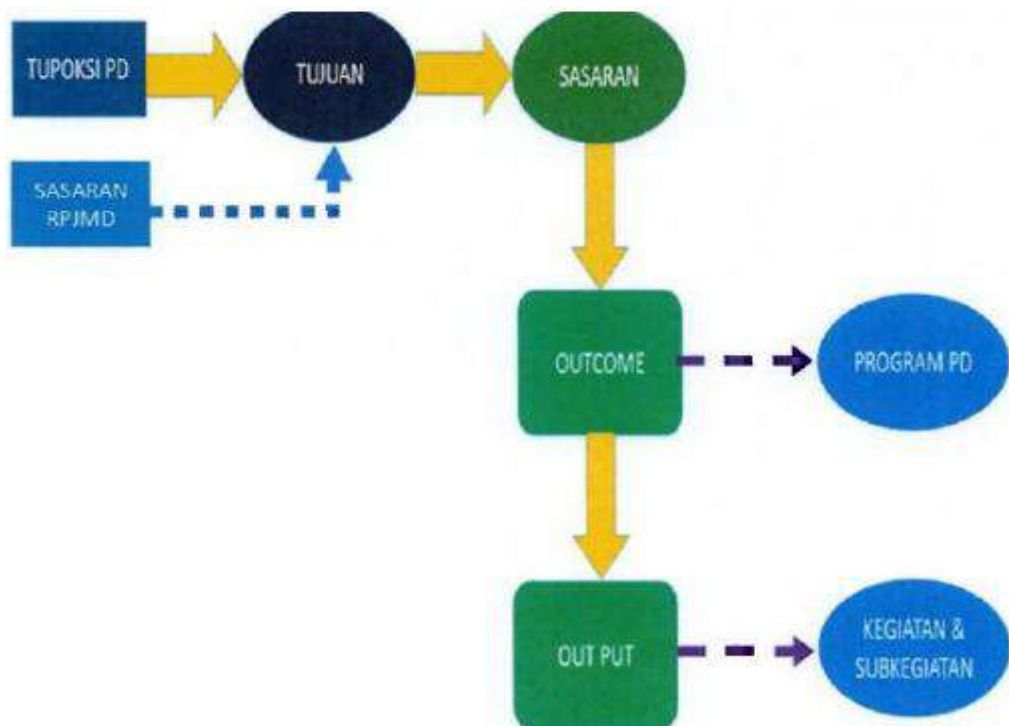 TUPOKSI PD
TUJUAN
SASARAN
SASARAN
RPJMD
OUTCOME
PROGRAM PD
OUT PUT
KEGIATAN &
SUBKEGIATAN